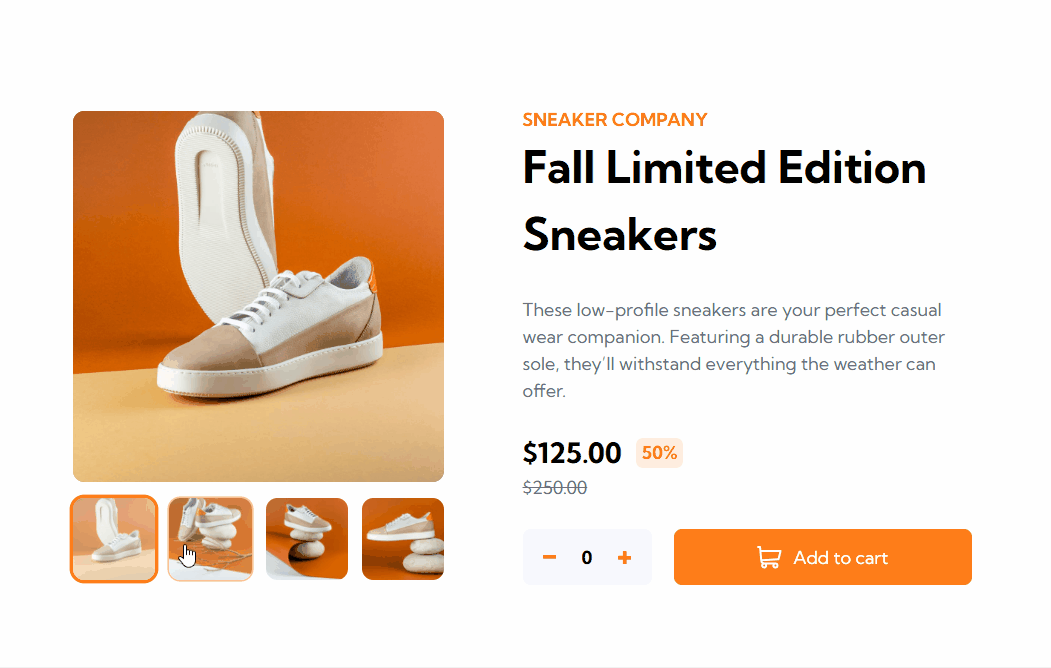 SNEAKER COMPANY
Fall Limited Edition
Sneakers
These low-profile sneakers are your perfect casual
wear companion. Featuring a durable rubber outer
sole, they’ll withstand everything the weather can
offer.
$125.00 50%
$250.00
− 0 + Add to cart